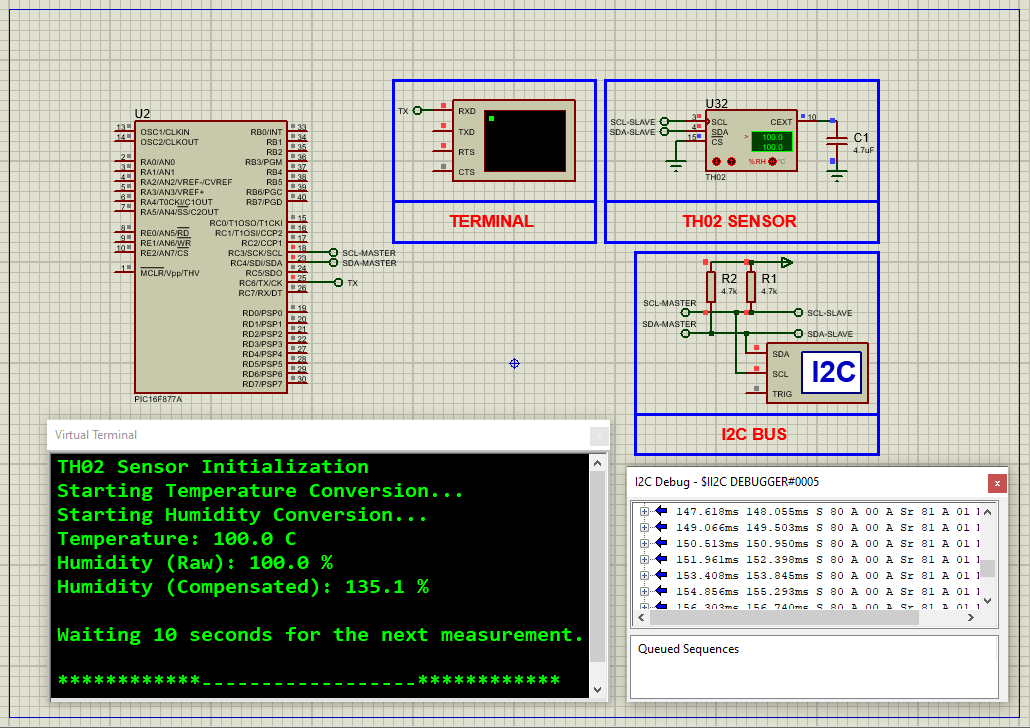 U2
13 OSC1/CLKIN RB0/INT 33
14 OSC2/CLKOUT RB1 34
RB2 35
2 RA0/AN0 RB3/PGM 36
3 RA1/AN1 RB4 37
4 RA2/AN2/VREF-/CVREF RB5 38
5 RA3/AN3/VREF+ RB6/PGC 39
6 RA4/T0CKI/C1OUT RB7/PGD 40
7 RA5/AN4/SS/C2OUT
RC0/T1OSO/T1CKI 15
8 RE0/AN5/RD RC1/T1OSI/CCP2 16
9 RE1/AN6/WR RC2/CCP1 17
10 RE2/AN7/CS RC3/SCK/SCL 18 SCL-MASTER
RC4/SDI/SDA 23 SDA-MASTER
1 MCLR/Vpp/THV RC5/SDO 24
RC6/TX/CK 25 TX
RC7/RX/DT 26
RD0/PSP0 19
RD1/PSP1 20
RD2/PSP2 21
RD3/PSP3 22
RD4/PSP4 27
RD5/PSP5 28
RD6/PSP6 29
RD7/PSP7 30
PIC16F877A
TX RXD
TXD
RTS
CTS
TERMINAL
U32
SCL-SLAVE 3 SCL CEXT 10
SDA-SLAVE 4 SDA
15 CS
>
100.0
100.0
%RH °C
TH02
C1
4.7uF
TH02 SENSOR
R2 R1
4.7k 4.7k
SCL-MASTER
SCL-SLAVE
SDA-MASTER
SDA-SLAVE
SDA
SCL
TRIG
I2C
I2C BUS
Virtual Terminal
x
TH02 Sensor Initialization
Starting Temperature Conversion...
Starting Humidity Conversion...
Temperature: 100.0 C
Humidity (Raw): 100.0 %
Humidity (Compensated): 135.1 %
Waiting 10 seconds for the next measurement.
************------------------************
I2C Debug - $II2C DEBUGGER#0005
x
147.618ms 148.055ms S 80 A 00 A Sr 81 A 01
149.066ms 149.503ms S 80 A 00 A Sr 81 A 01
150.513ms 150.950ms S 80 A 00 A Sr 81 A 01
151.961ms 152.398ms S 80 A 00 A Sr 81 A 01
153.408ms 153.845ms S 80 A 00 A Sr 81 A 01
154.856ms 155.293ms S 80 A 00 A Sr 81 A 01
156.303ms 156.740ms S 80 A 00 A Sr 81 A 01
Queued Sequences